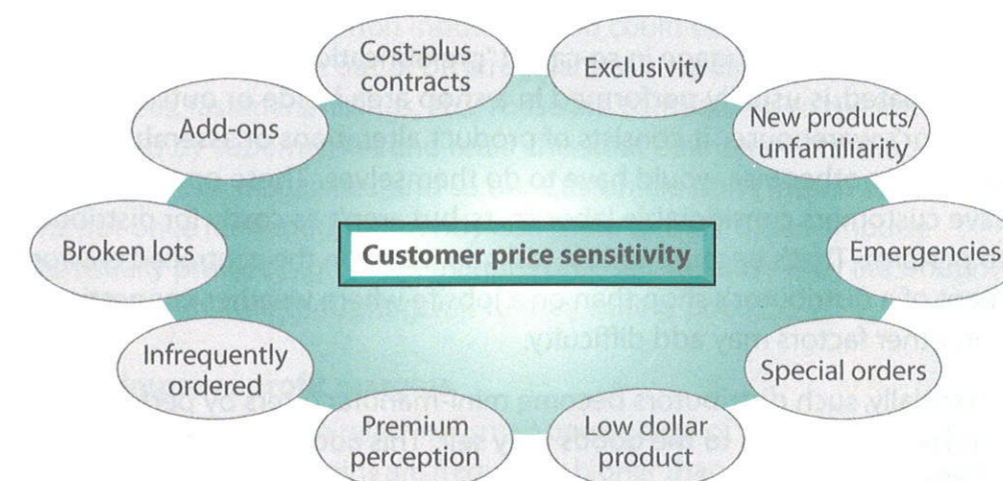 Cost-plus
contracts
Exclusivity
Add-ons
New products/
unfamiliarity
Broken lots
Customer price sensitivity
Emergencies
Infrequently
ordered
Special orders
Premium
perception
Low dollar
product